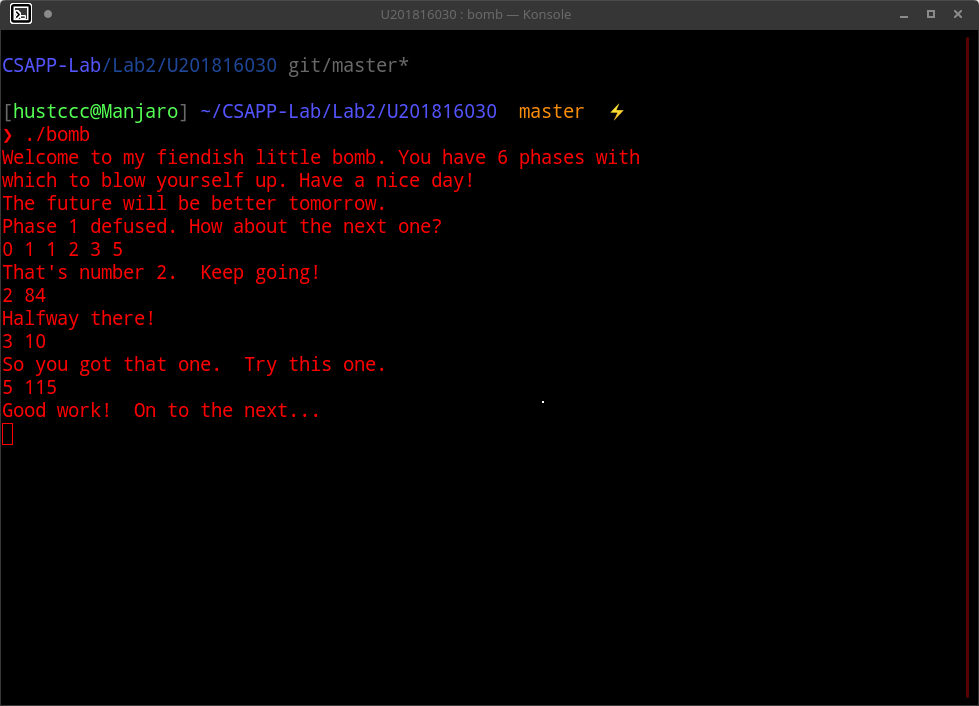 U201816030 : bomb — Konsole
CSAPP-Lab/Lab2/U201816030 git/master*
[hustccc@Manjaro] ~/CSAPP-Lab/Lab2/U201816030  master  ⚡
❯ ./bomb
Welcome to my fiendish little bomb. You have 6 phases with
which to blow yourself up. Have a nice day!
The future will be better tomorrow.
Phase 1 defused. How about the next one?
0 1 1 2 3 5
That's number 2.  Keep going!
2 84
Halfway there!
3 10
So you got that one.  Try this one.
5 115
Good work!  On to the next...